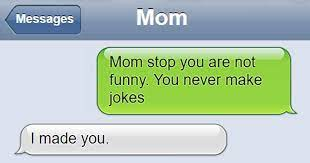 Messages
Mom
Mom stop you are not
funny. You never make
jokes
I made you.